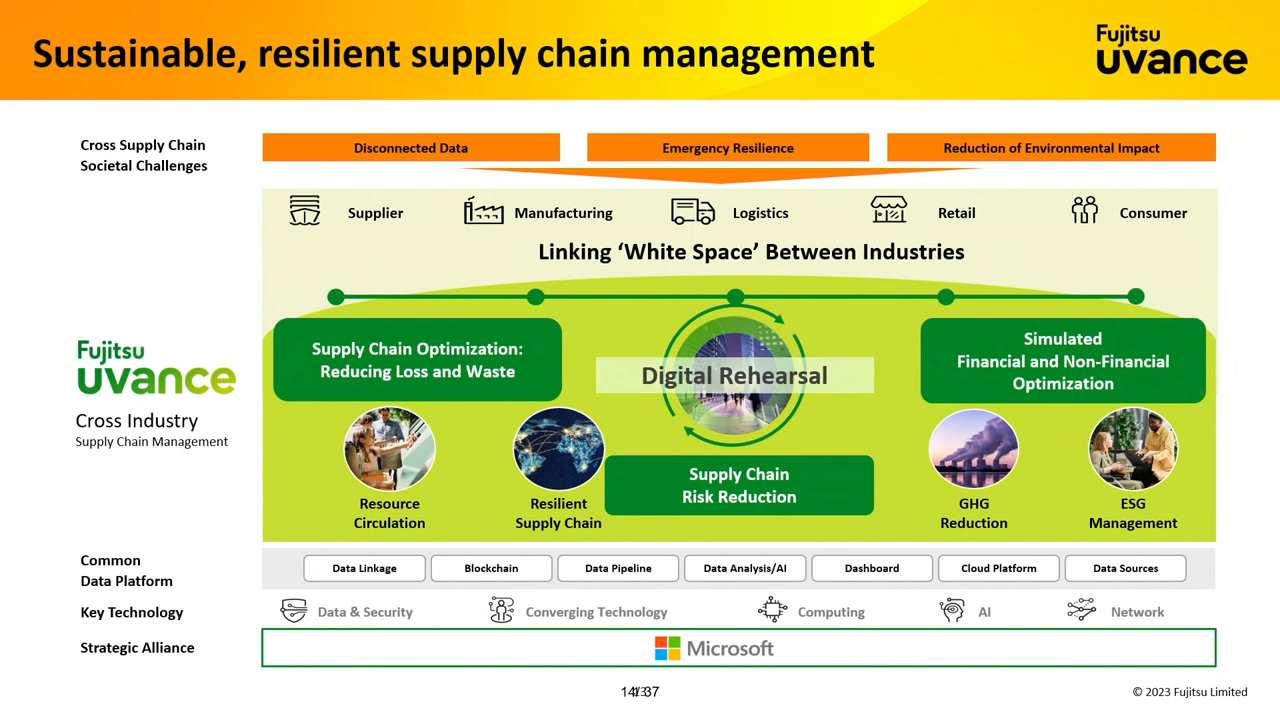 Sustainable, resilient supply chain management
Fujitsu
uvance
Cross Supply Chain
Societal Challenges
Disconnected Data
Emergency Resilience
Reduction of Environmental Impact
Supplier
Manufacturing
Logistics
Retail
Consumer
Linking ‘White Space’ Between Industries
Fujitsu
uvance
Cross Industry
Supply Chain Management
Supply Chain Optimization:
Reducing Loss and Waste
Digital Rehearsal
Simulated
Financial and Non-Financial
Optimization
Resource
Circulation
Resilient
Supply Chain
Supply Chain
Risk Reduction
GHG
Reduction
ESG
Management
Common
Data Platform
Data Linkage
Blockchain
Data Pipeline
Data Analysis/AI
Dashboard
Cloud Platform
Data Sources
Key Technology
Data & Security
Converging Technology
Computing
AI
Network
Strategic Alliance
Microsoft
© 2023 Fujitsu Limited